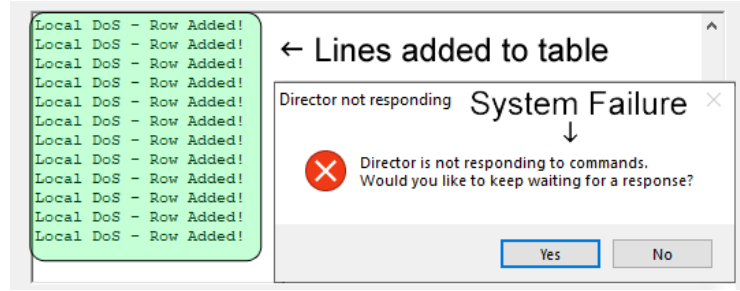 Local DoS - Row Added!
Local DoS - Row Added!
Local DoS - Row Added!
Local DoS - Row Added!
Local DoS - Row Added!
Local DoS - Row Added!
Local DoS - Row Added!
Local DoS - Row Added!
Local DoS - Row Added!
Local DoS - Row Added!
Local DoS - Row Added!
Local DoS - Row Added!
← Lines added to table
Director not responding
System Failure
↓
Director is not responding to commands.
Would you like to keep waiting for a response?
Yes No